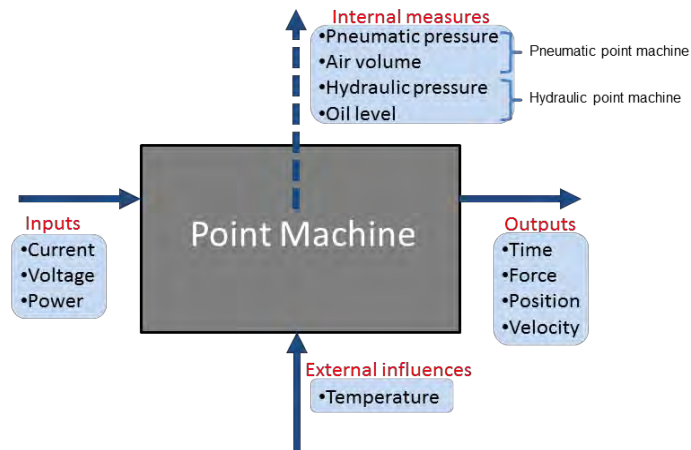 Internal measures
•Pneumatic pressure
•Air volume
•Hydraulic pressure
•Oil level
Pneumatic point machine
Hydraulic point machine
Point Machine
Inputs
•Current
•Voltage
•Power
Outputs
•Time
•Force
•Position
•Velocity
External influences
•Temperature